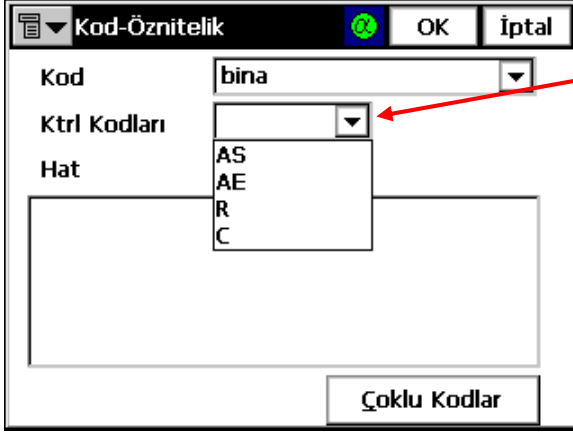 Kod-Öznitelik α OK İptal
Kod bina
Ktrl Kodları
Hat
AS
AE
R
C
Çoklu Kodlar